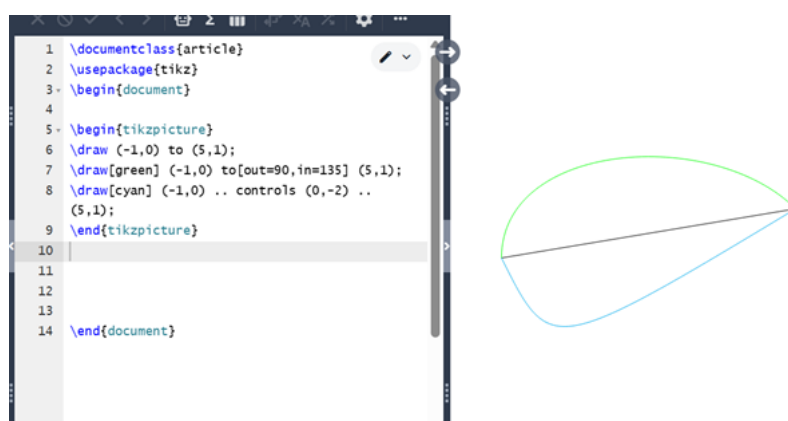 1 \documentclass{article}
2 \usepackage{tikz}
3 \begin{document}
4
5 \begin{tikzpicture}
6 \draw (-1,0) to (5,1);
7 \draw[green] (-1,0) to[out=90,in=135] (5,1);
8 \draw[cyan] (-1,0) .. controls (0,-2) ..
(5,1);
9 \end{tikzpicture}
10
11
12
13
14 \end{document}